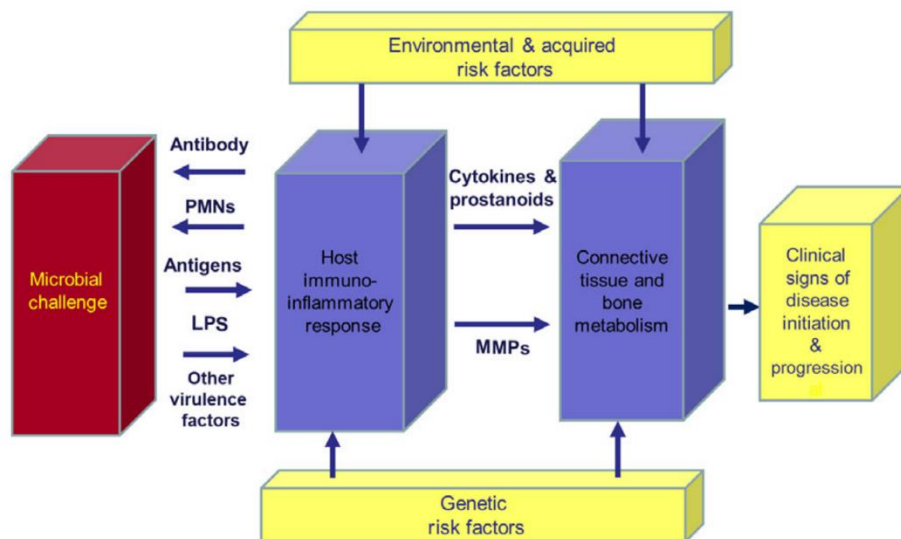 Environmental & acquired
risk factors
Antibody
PMNs
Antigens
LPS
Other
virulence
factors
Microbial
challenge
Host
immuno-
inflammatory
response
Cytokines &
prostanoids
MMPs
Connective
tissue and
bone
metabolism
Clinical
signs of
disease
initiation
&
progression
Genetic
risk factors